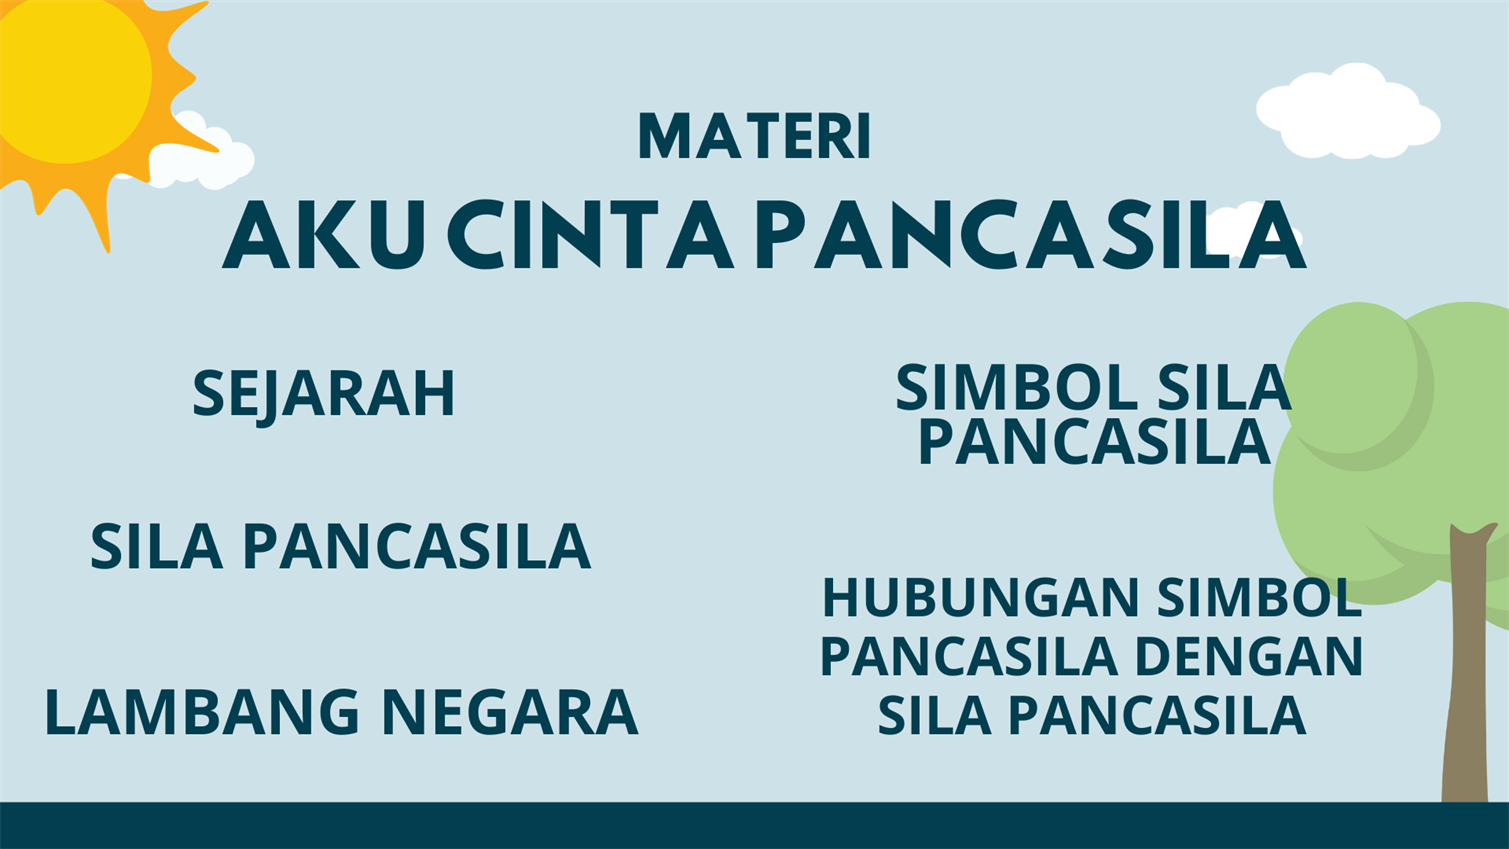 MATERI
AKU CINTA PANCASILA
SEJARAH
SILA PANCASILA
LAMBANG NEGARA
SIMBOL SILA
PANCASILA
HUBUNGAN SIMBOL
PANCASILA DENGAN
SILA PANCASILA